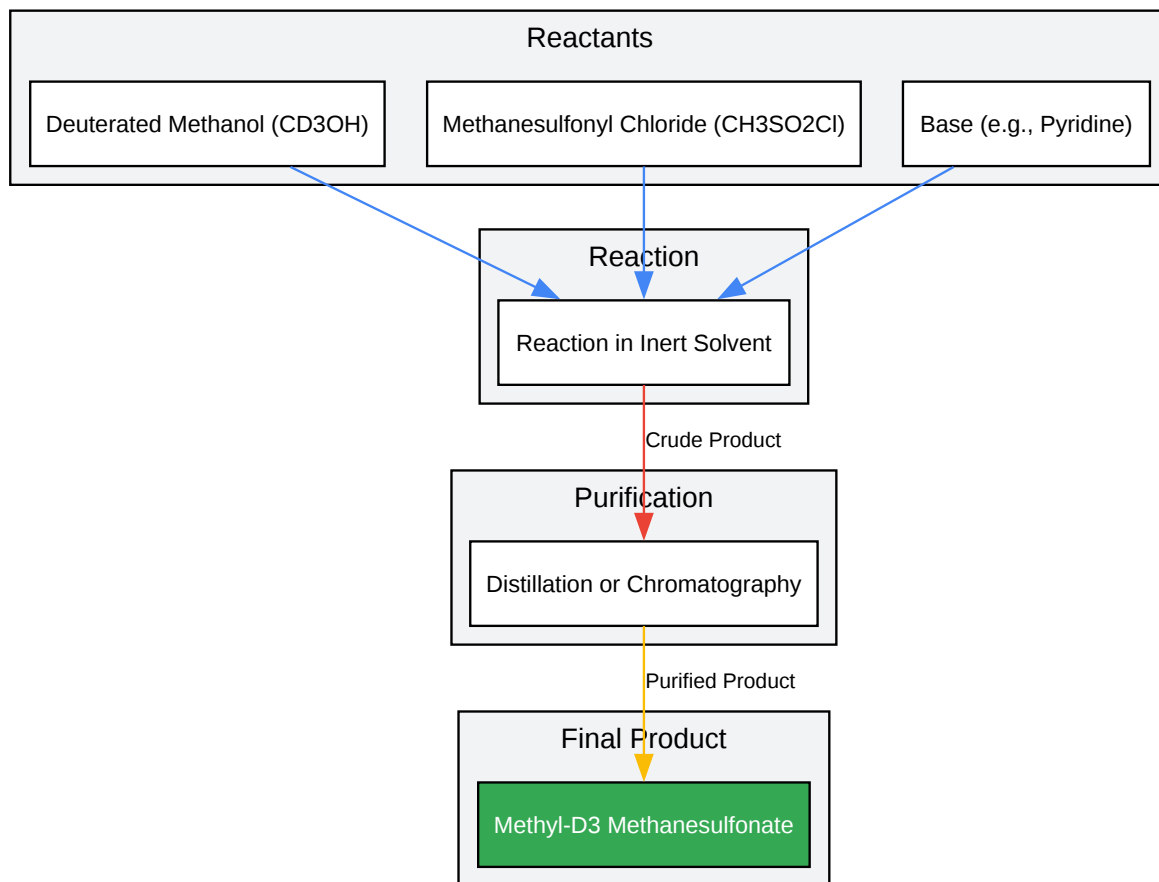 Reactants
Deuterated Methanol (CD3OH)
Methanesulfonyl Chloride (CH3SO2Cl)
Base (e.g., Pyridine)
Reaction
Reaction in Inert Solvent
Crude Product
Purification
Distillation or Chromatography
Purified Product
Final Product
Methyl-D3 Methanesulfonate